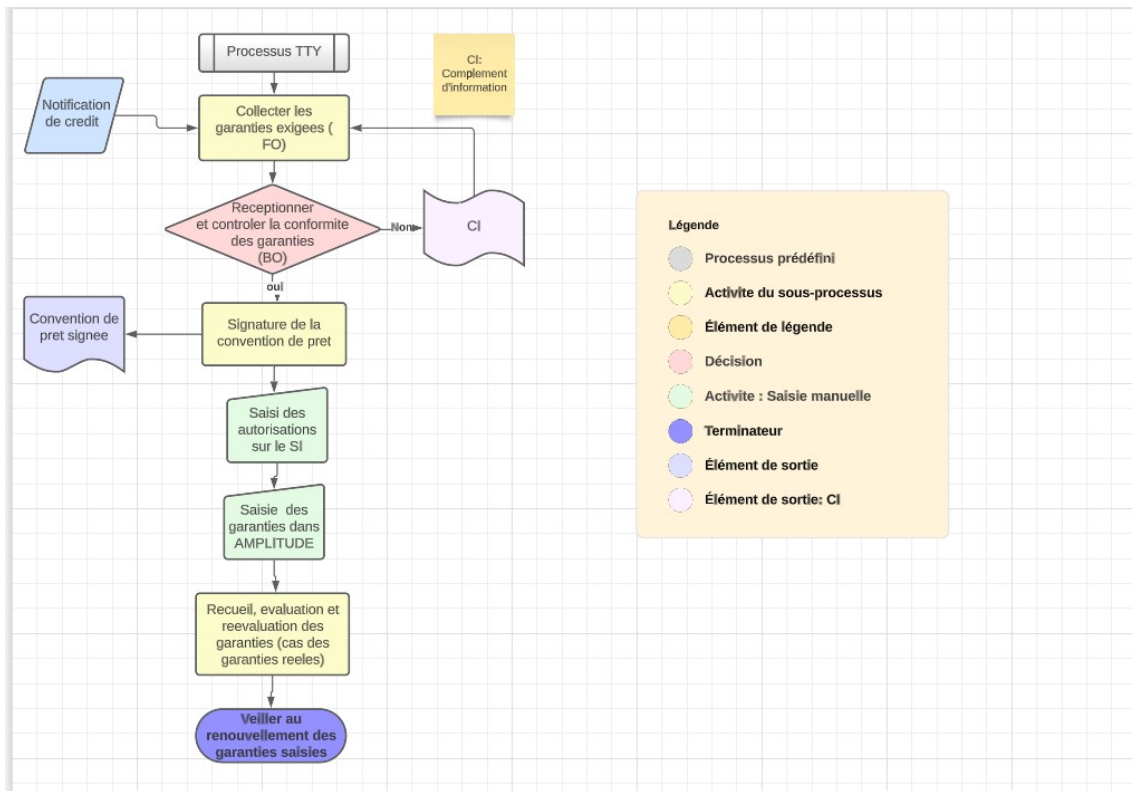 Processus TTY
CI:
Complement
d'information
Notification
de credit
Collecter les
garanties exigees (
FO)
Receptionner
et controler la conformite
des garanties
(BO)
Non
CI
oui
Convention de
pret signee
Signature de la
convention de pret
Saisi des
autorisations
sur le SI
Saisie des
garanties dans
AMPLITUDE
Recueil, evaluation et
reevaluation des
garanties (cas des
garanties reeles)
Veiller au
renouvellement des
garanties saisies
Légende
Processus prédéfini
Activite du sous-processus
Élément de légende
Décision
Activite : Saisie manuelle
Terminateur
Élément de sortie
Élément de sortie: CI